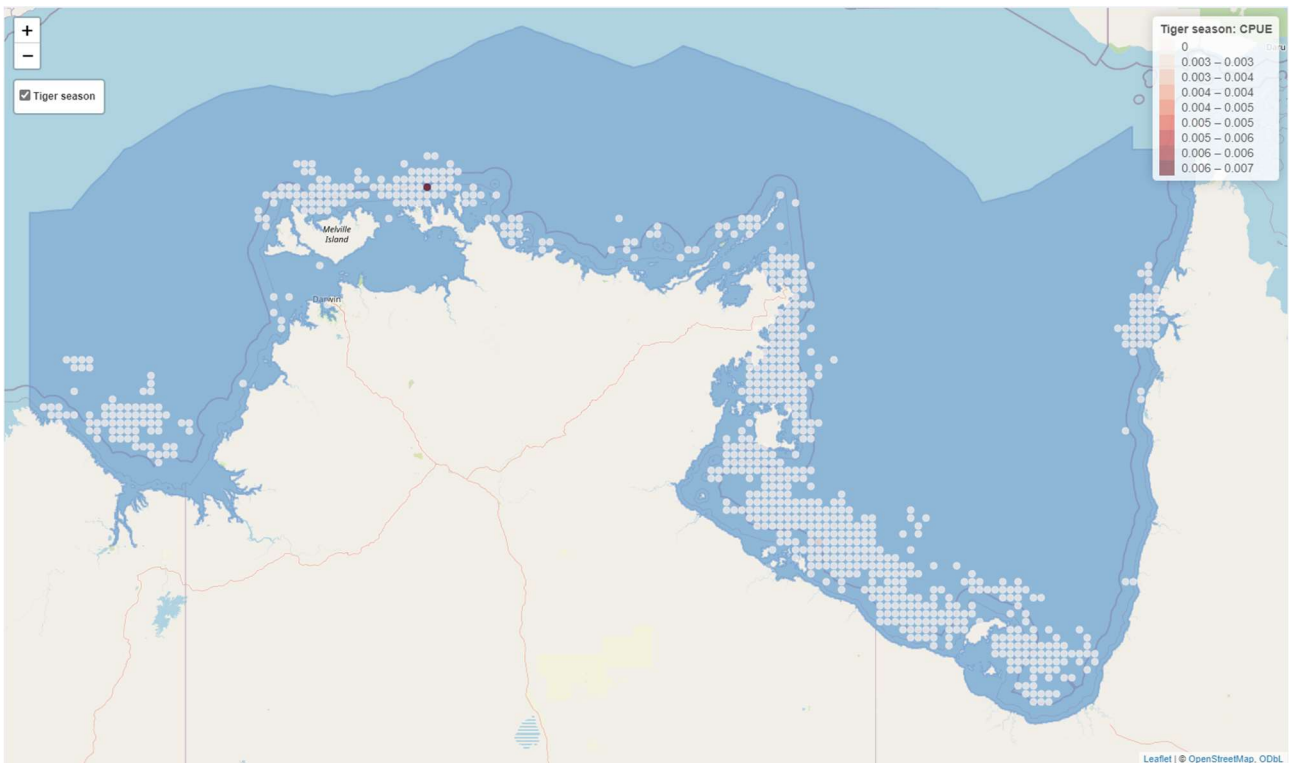 +
−
Tiger season
Tiger season: CPUE
0
0.003 – 0.003
0.003 – 0.004
0.004 – 0.004
0.004 – 0.005
0.005 – 0.005
0.005 – 0.006
0.006 – 0.006
0.006 – 0.007
Daru
Melville
Island
Darwin
Leaflet | © OpenStreetMap, ODbL